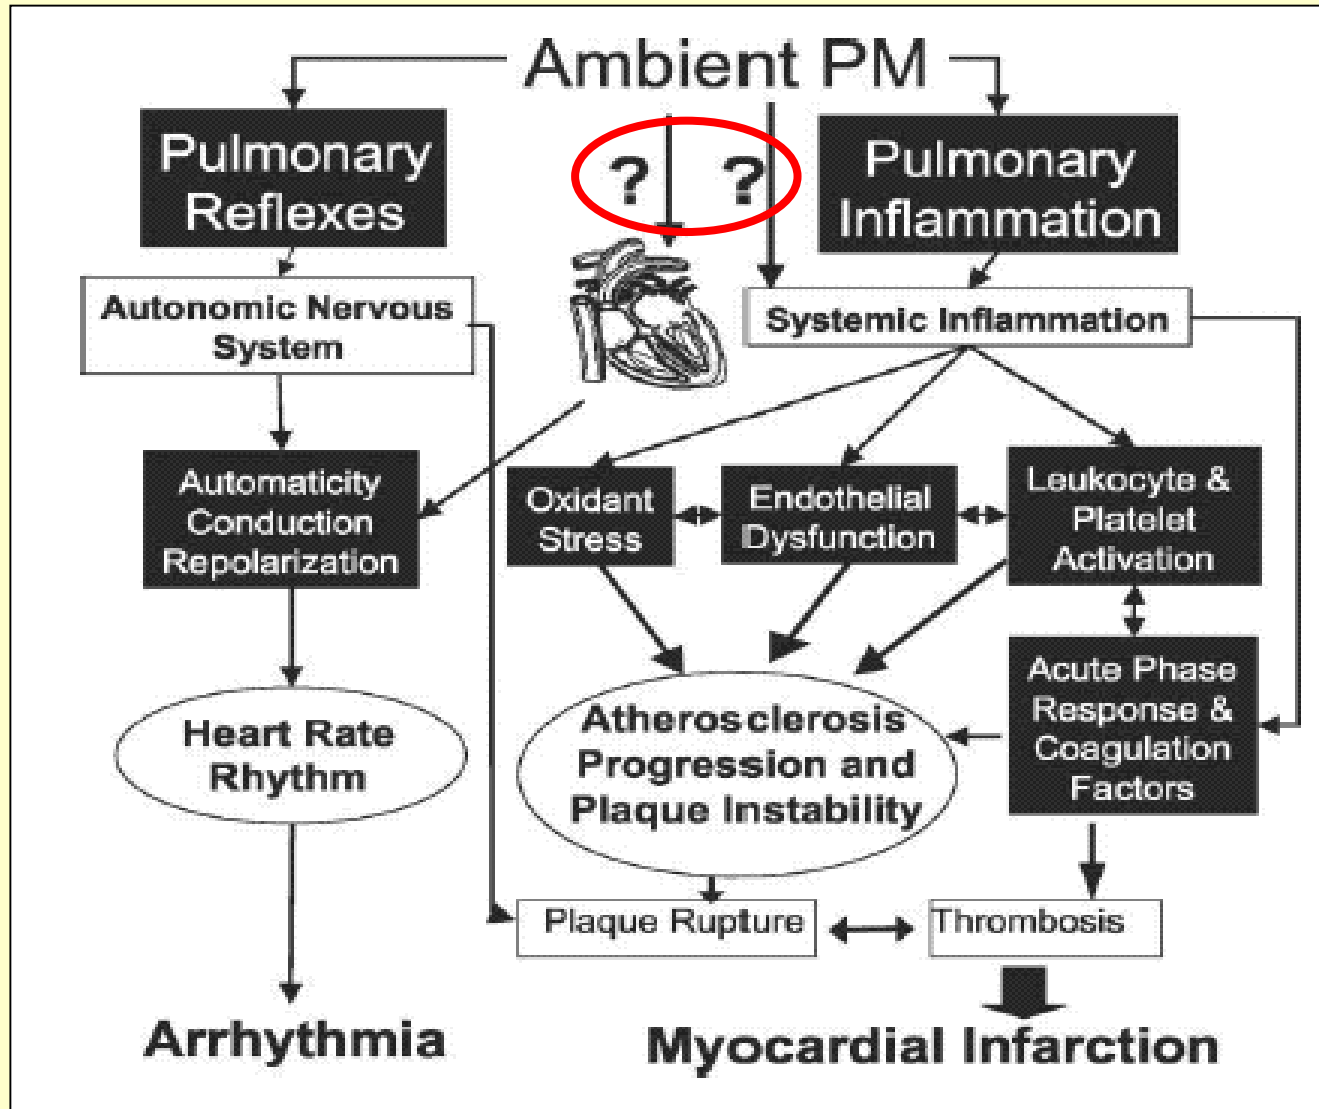 Ambient PM
Pulmonary
Reflexes
?
?
Pulmonary
Inflammation
Autonomic Nervous
System
Systemic Inflammation
Automaticity
Conduction
Repolarization
Oxidant
Stress
Endothelial
Dysfunction
Leukocyte &
Platelet
Activation
Heart Rate
Rhythm
Atherosclerosis
Progression and
Plaque Instability
Acute Phase
Response &
Coagulation
Factors
Plaque Rupture
Thrombosis
Arrhythmia
Myocardial Infarction